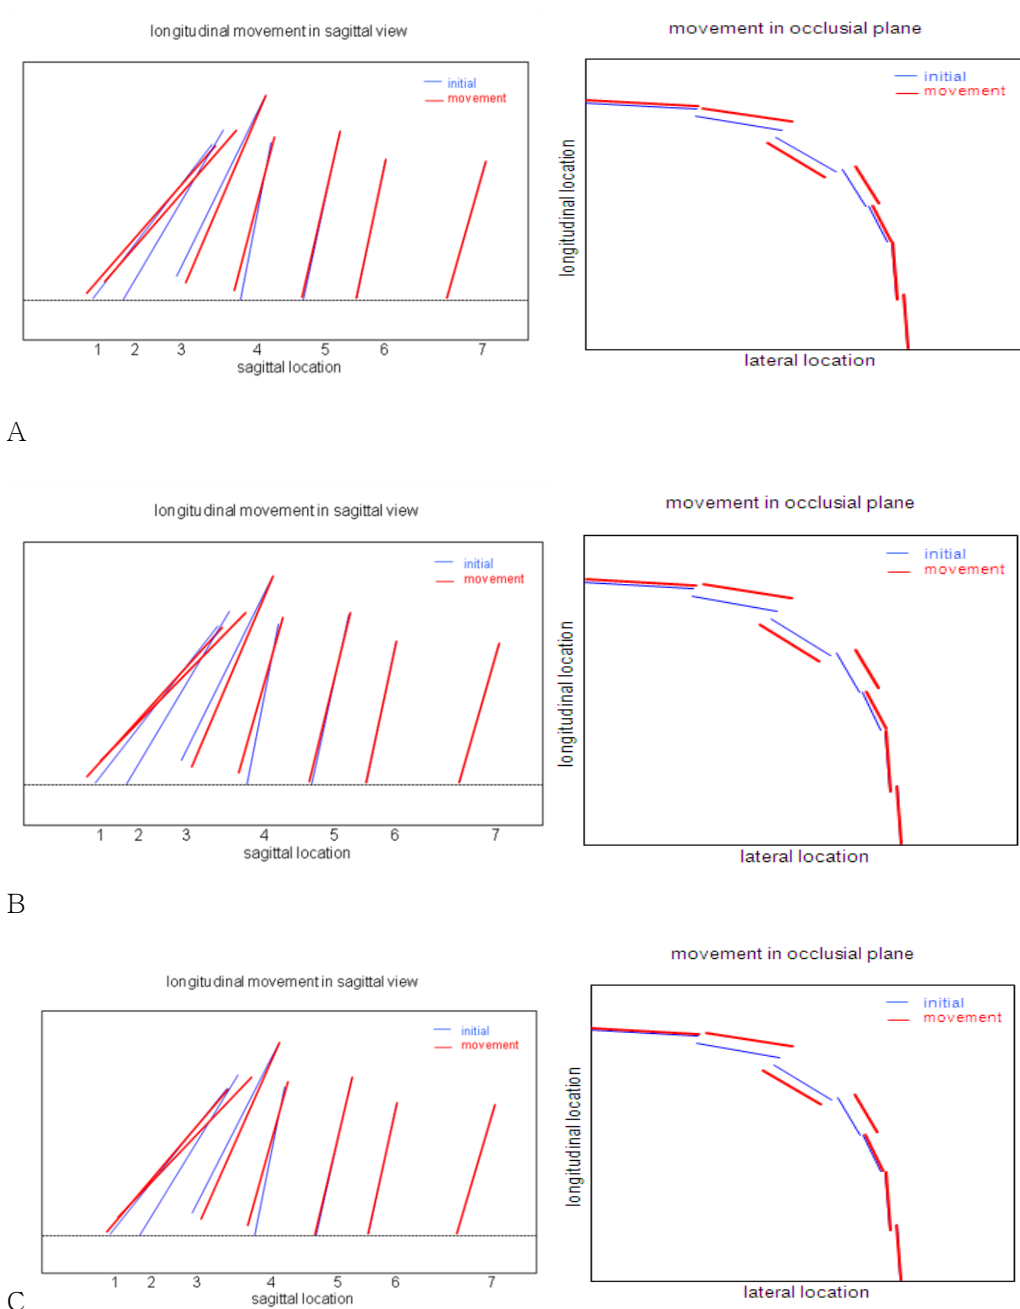 longitudinal movement in sagittal view
initial
movement
1 2 3 4 5 6 7
sagittal location
movement in occlusial plane
initial
movement
longitudinal location
lateral location
A
longitudinal movement in sagittal view
initial
movement
1 2 3 4 5 6 7
sagittal location
movement in occlusial plane
initial
movement
longitudinal location
lateral location
B
longitudinal movement in sagittal view
initial
movement
1 2 3 4 5 6 7
sagittal location
movement in occlusial plane
initial
movement
longitudinal location
lateral location
C